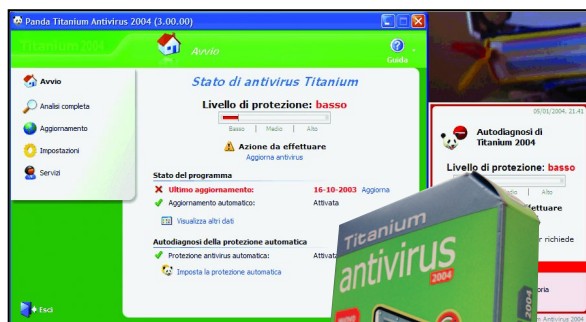 Panda Titanium Antivirus 2004 (3.00.00)
Titanium 2004
Avvio
Guida
Avvio
Analisi completa
Aggiornamento
Impostazioni
Servizi
Esci
Stato di antivirus Titanium
Livello di protezione: basso
Basso | Medio | Alto
Azione da effettuare
Aggiorna antivirus
Stato del programma
Ultimo aggiornamento: 16-10-2003 Aggiorna
Aggiornamento automatico: Attivata
Visualizza altri dati
Autodiagnosi della protezione automatica
Protezione antivirus automatica: Attivata
Imposta la protezione automatica
08/01/2004, 21.41
Autodiagnosi di
Titanium 2004
Livello di protezione: basso
Medio | Alto
effettuare
r richiede
oria
m Antivirus 2004
Titanium
antivirus
2004
2004